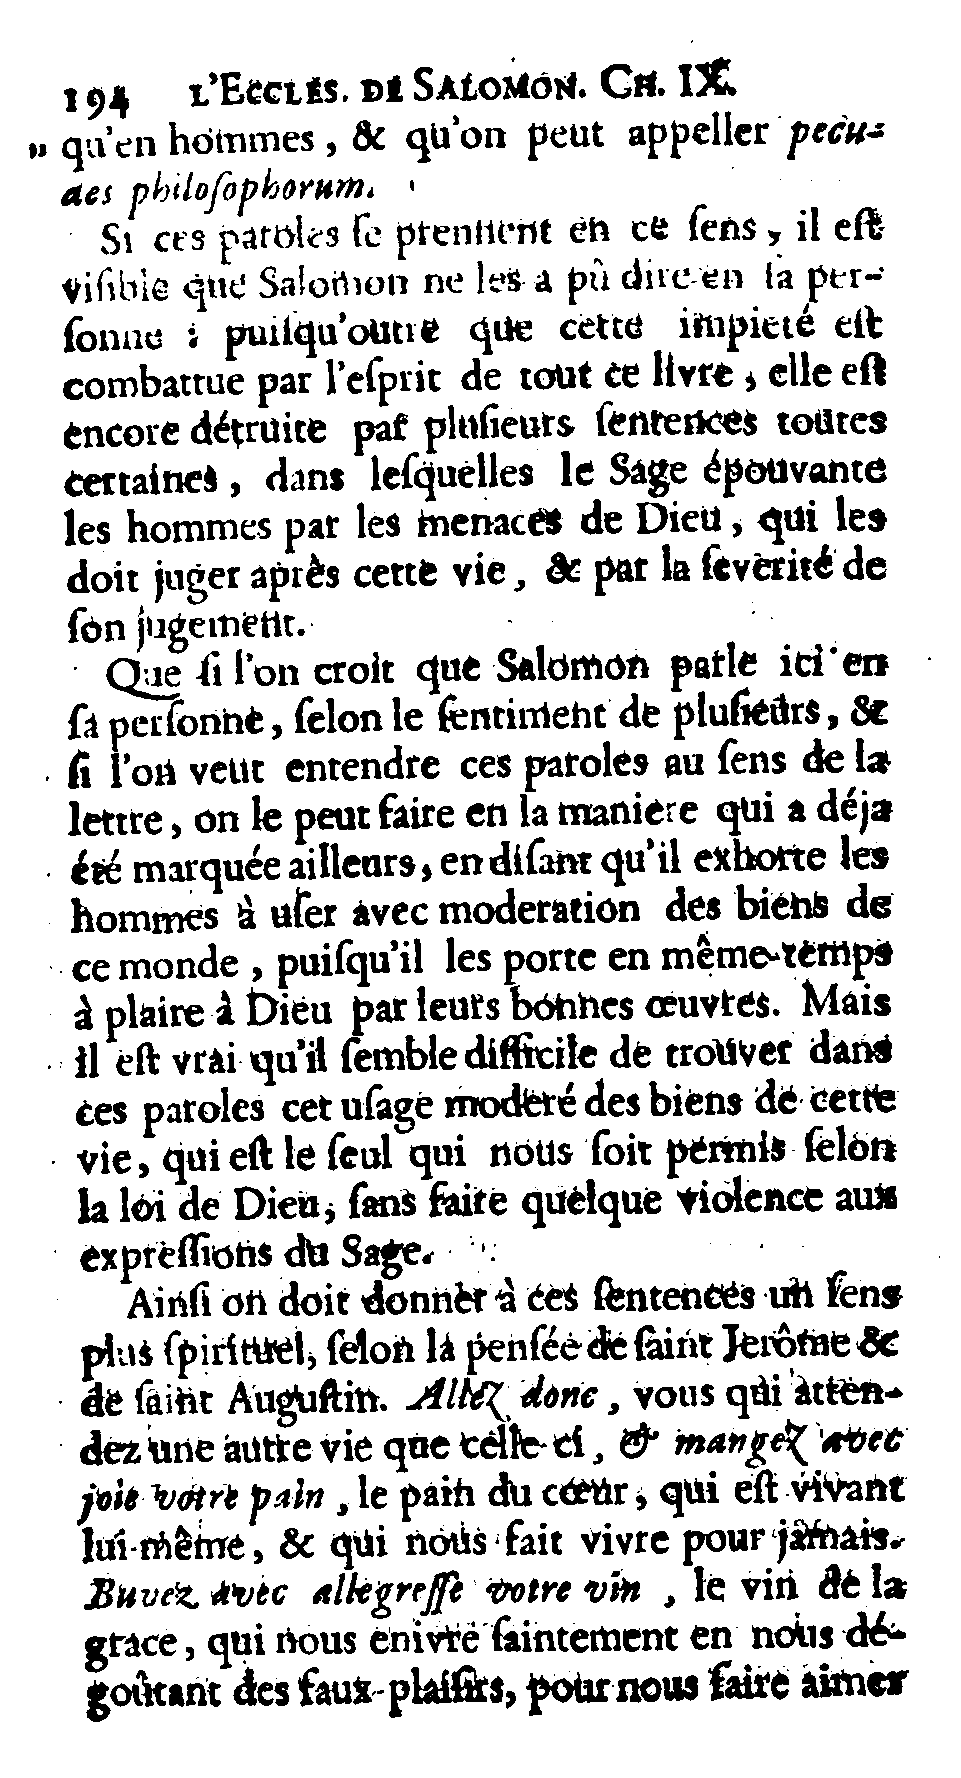 194 L'ECCLES. DE SALOMON. CH. IX.
„ qu'en hommes, & qu'on peut appeller pecu-
des philoſophorum.
Si ces paroles ſe prennent en ce ſens, il eſt
viſible que Salomon ne les a pû dire en ſa per-
ſonne ; puiſqu'outre que cette impieté eſt
combattue par l'eſprit de tout ce livre, elle eſt
encore détruite par pluſieurs ſentences toutes
certaines, dans leſquelles le Sage épouvante
les hommes par les menaces de Dieu, qui les
doit juger après cette vie, & par la ſeverité de
ſon jugement.
Que ſi l'on croit que Salomon parle ici en
ſa perſonne, ſelon le ſentiment de pluſieurs, &
ſi l'on veut entendre ces paroles au ſens de la
lettre, on le peut faire en la maniere qui a déja
été marquée ailleurs, en diſant qu'il exhorte les
hommes à uſer avec moderation des biens de
ce monde, puiſqu'il les porte en même-temps
à plaire à Dieu par leurs bonnes œuvres. Mais
il eſt vrai qu'il ſemble difficile de trouver dans
ces paroles cet uſage moderé des biens de cette
vie, qui eſt le ſeul qui nous ſoit permis ſelon
la loi de Dieu, ſans faire quelque violence aux
expreſſions du Sage.
Ainſi on doit donner à ces ſentences un ſens
plus ſpirituel, ſelon la penſée de ſaint Jerôme &
de ſaint Auguſtin. Allez donc, vous qui atten-
dez une autre vie que celle-ci, & mangez avec
joie votre pain, le pain du cœur, qui eſt vivant
lui-même, & qui nous fait vivre pour jamais.
Buvez avec allegreſſe votre vin, le vin de la
grace, qui nous enivre ſaintement en nous dé-
goûtant des faux-plaiſirs, pour nous faire aimer